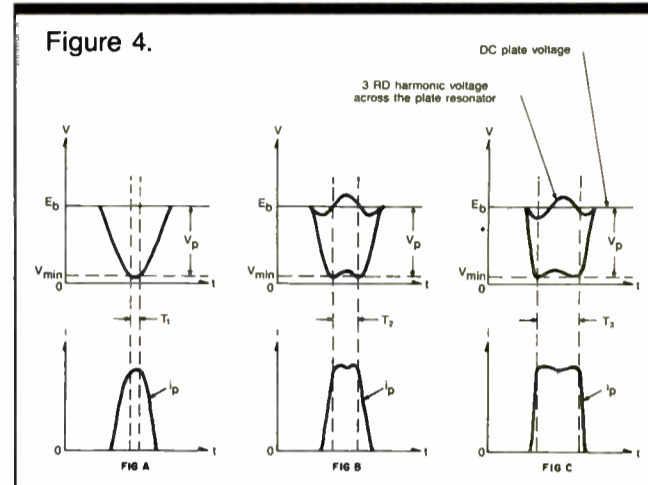 Figure 4.
DC plate voltage
3 RD harmonic voltage
across the plate resonator
V
V
V
Eb
Eb
Eb
Vp
Vp
Vp
Vmin
Vmin
Vmin
0
t
0
t
0
t
T1
T2
T3
i
i
i
ip
ip
ip
0
t
0
t
0
t
FIG A
FIG B
FIG C